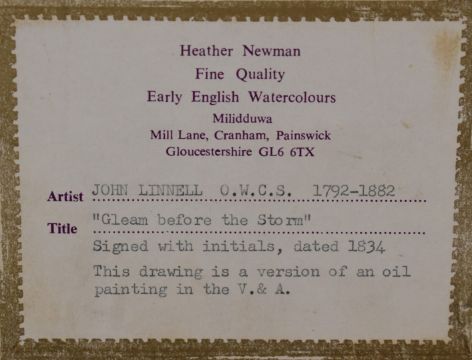 Heather Newman
Fine Quality
Early English Watercolours
Milidduwa
Mill Lane, Cranham, Painswick
Gloucestershire GL6 6TX
Artist JOHN LINNELL O.W.C.S. 1792-1882
Title "Gleam before the Storm"
Signed with initials, dated 1834
This drawing is a version of an oil
painting in the V.& A.